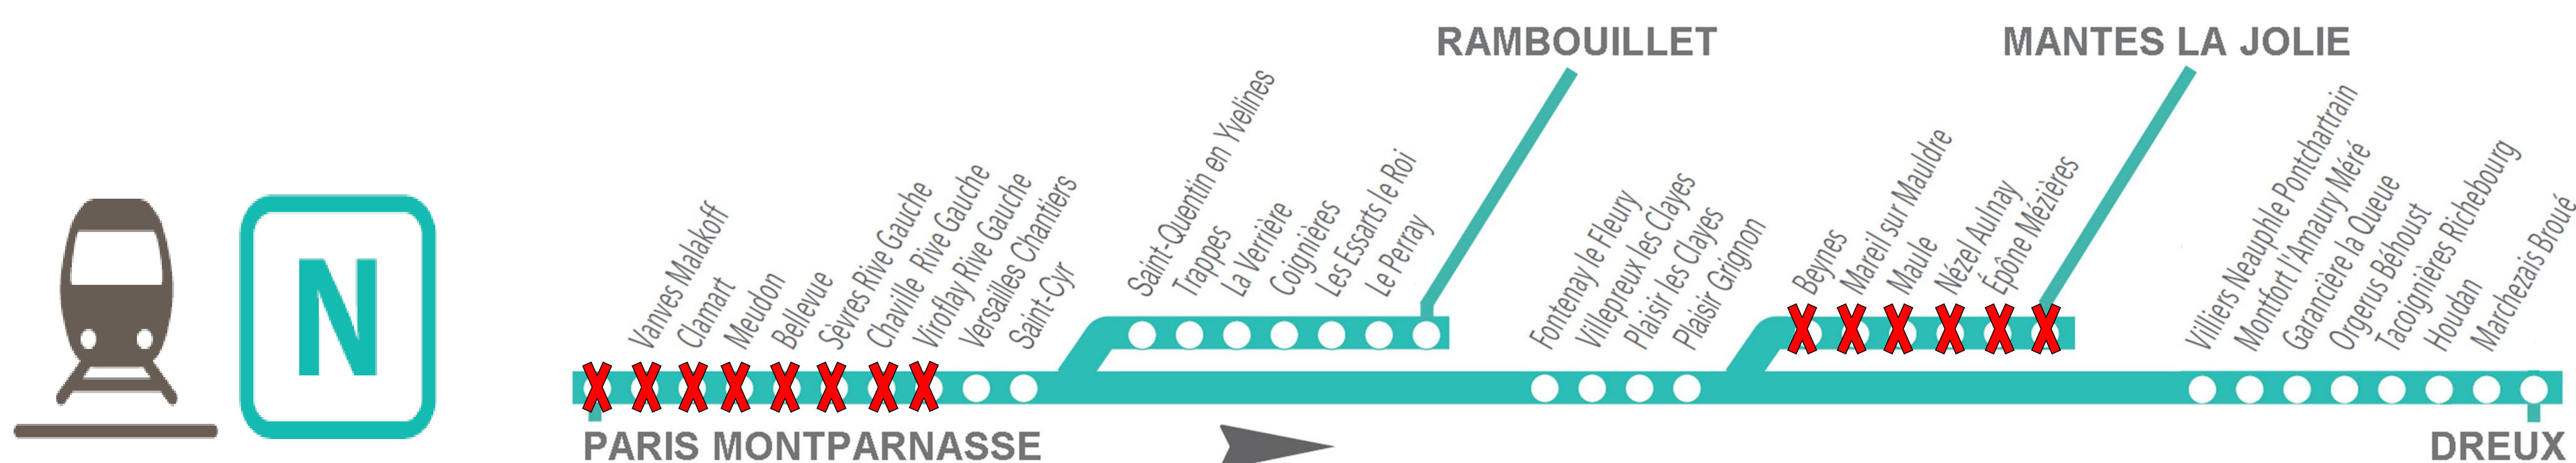 RAMBOUILLET
MANTES LA JOLIE
N
Vanves Malakoff
Clamart
Meudon
Bellevue
Sèvres Rive Gauche
Chaville Rive Gauche
Viroflay Rive Gauche
Versailles Chantiers
Saint-Cyr
Saint-Quentin en Yvelines
Trappes
La Verrière
Coignières
Les Essarts le Roi
Le Perray
Fontenay le Fleury
Villepreux les Clayes
Plaisir les Clayes
Plaisir Grignon
Beynes
Mareil sur Mauldre
Maule
Nézel Aulnay
Épône Mézières
Villiers Neauphle Pontchartrain
Montfort l'Amaury Méré
Garancière la Queue
Orgerus Béhoust
Tacoignières Richebourg
Houdan
Marchezais Broué
PARIS MONTPARNASSE
DREUX